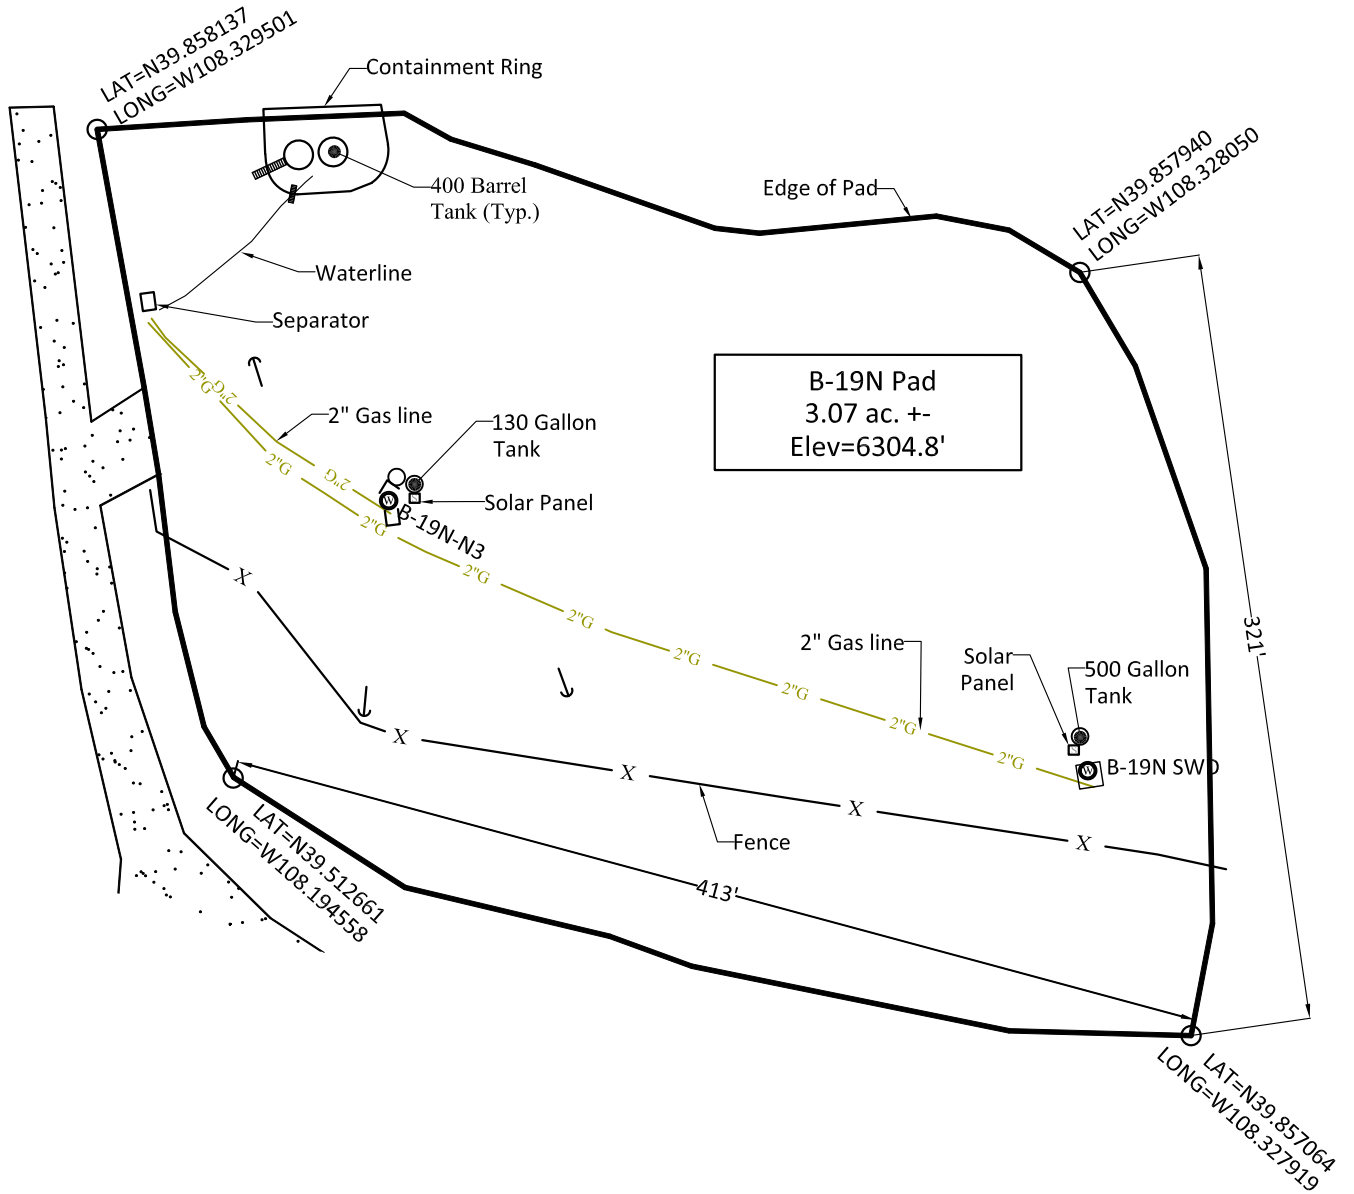 LAT=N39.858137
LONG=W108.329501
Containment Ring
400 Barrel
Tank (Typ.)
Edge of Pad
LAT=N39.857940
LONG=W108.328050
Waterline
Separator
B-19N Pad
3.07 ac. +-
Elev=6304.8'
2"G
2"G
2" Gas line
130 Gallon
Tank
2"G
2"G
Solar Panel
W
B-19N-N3
2"G
2"G
X
2"G
321'
2" Gas line
Solar
Panel
500 Gallon
Tank
2"G
2"G
2"G
X
2"G
X
W
B-19N SWD
Fence
X
X
LAT=N39.512661
LONG=W108.194558
413'
LAT=N39.857064
LONG=W108.327919